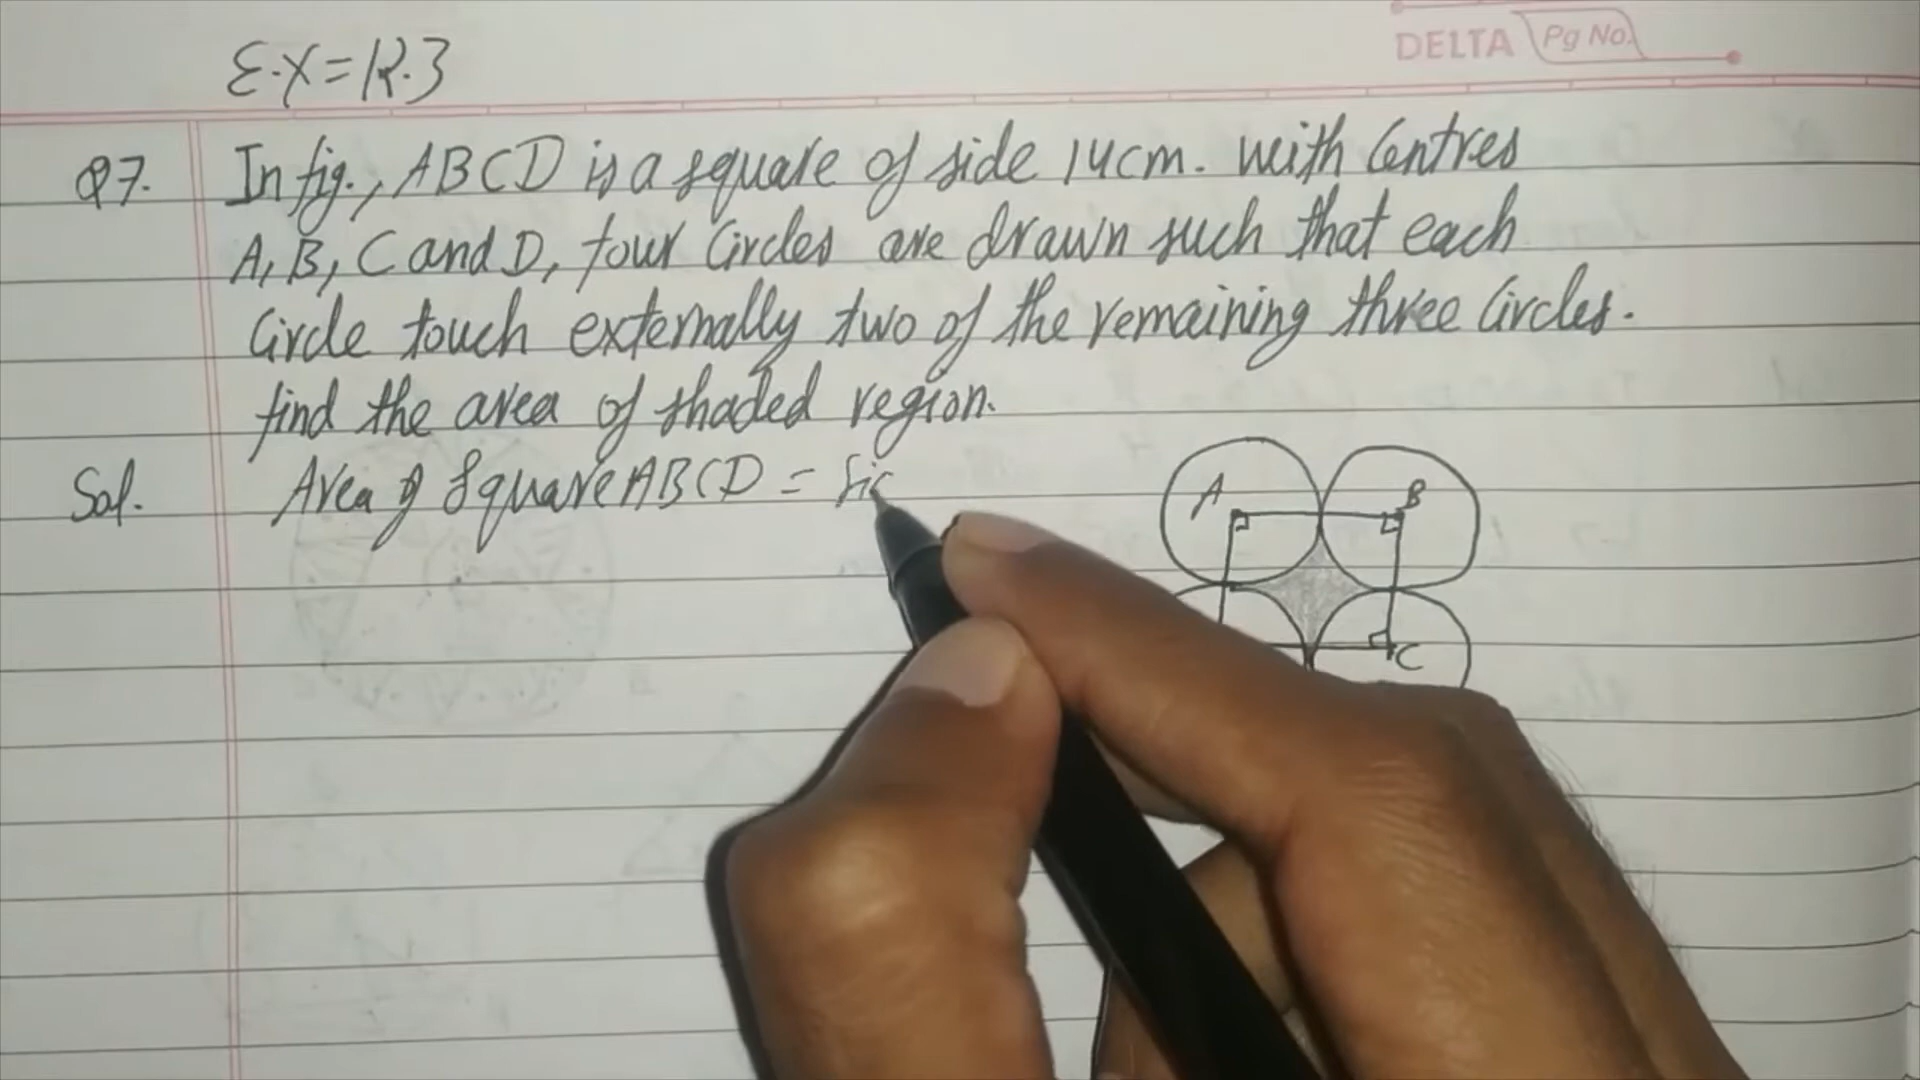 DELTA Pg No.
E.X=12.3
Q7. In fig., ABCD is a square of side 14cm. with Centres
A, B, C and D, four Circles are drawn such that each
Circle touch externally two of the remaining three Circles.
find the area of shaded region.
Sol. Area of Square ABCD = Sid
A B
C